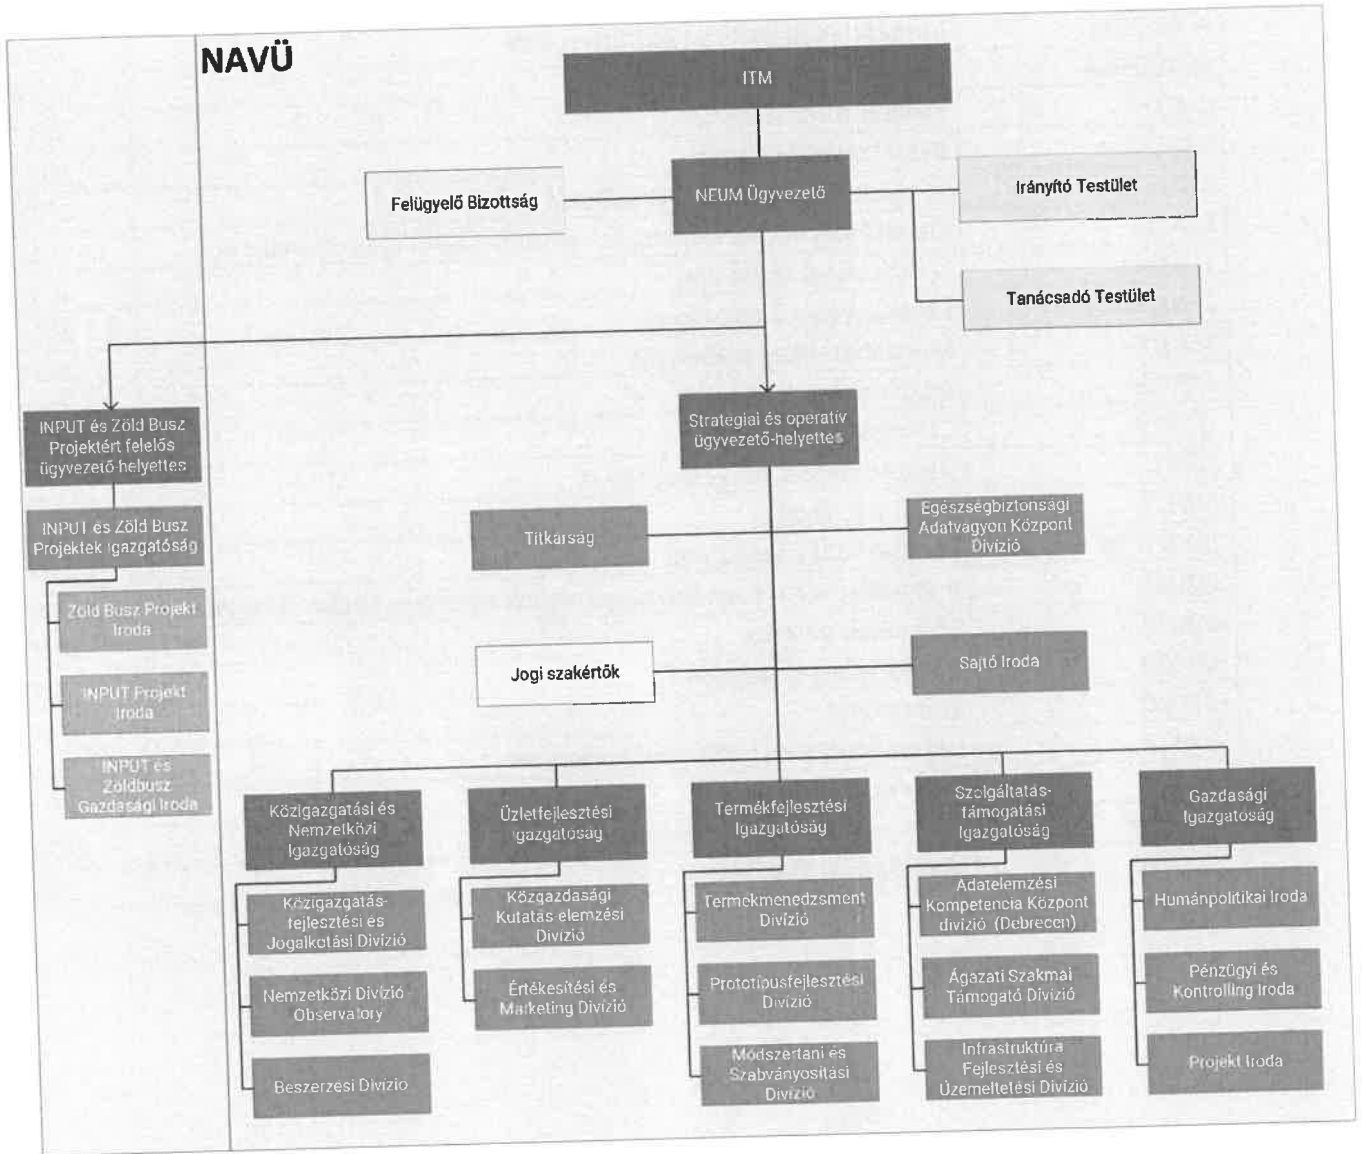 NAVÜ
ITM
Felügyelő Bizottság
NEUM Ügyvezető
Irányító Testület
Tanácsadó Testület
INPUT és Zöld Busz
Projektért felelős
ügyvezető-helyettes
Stratégiai és operatív
ügyvezető-helyettes
INPUT és Zöld Busz
Projektek Igazgatóság
Titkárság
Egészségbiztonsági
Adatvagyon Központ
Divízió
Zöld Busz Projekt
Iroda
Jogi szakértők
Sajtó Iroda
INPUT Projekt
Iroda
INPUT és
Zöldbusz
Gazdasági Iroda
Közigazgatási és
Nemzetközi
Igazgatóság
Üzletfejlesztési
Igazgatóság
Termékfejlesztési
Igazgatóság
Szolgáltatás-
támogatási
Igazgatóság
Gazdasági
Igazgatóság
Közigazgatás-
fejlesztési és
Jogalkotási Divízió
Közgazdasági
Kutatás-elemzési
Divízió
Termékmenedzsment
Divízió
Adatelemzési
Kompetencia Központ
divízió (Debrecen)
Humánpolitikai Iroda
Nemzetközi Divízió -
Observatory
Értékesítési és
Marketing Divízió
Prototípusfejlesztési
Divízió
Ágazati Szakmai
Támogató Divízió
Pénzügyi és
Kontrolling Iroda
Beszerzési Divízió
Módszertani és
Szabványosítási
Divízió
Infrastruktúra
Fejlesztési és
Üzemeltetési Divízió
Projekt Iroda